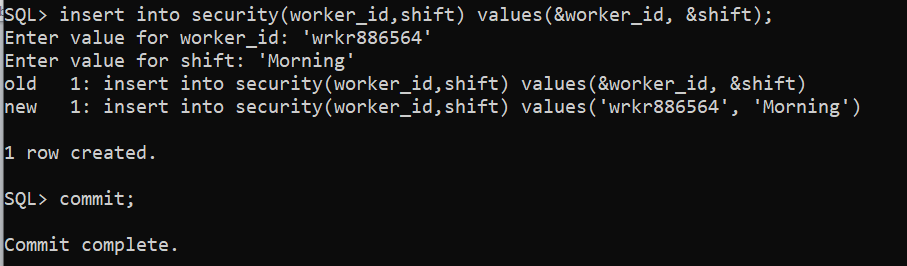 SQL> insert into security(worker_id,shift) values(&worker_id, &shift);
Enter value for worker_id: 'wrkr886564'
Enter value for shift: 'Morning'
old   1: insert into security(worker_id,shift) values(&worker_id, &shift)
new   1: insert into security(worker_id,shift) values('wrkr886564', 'Morning')
1 row created.
SQL> commit;
Commit complete.